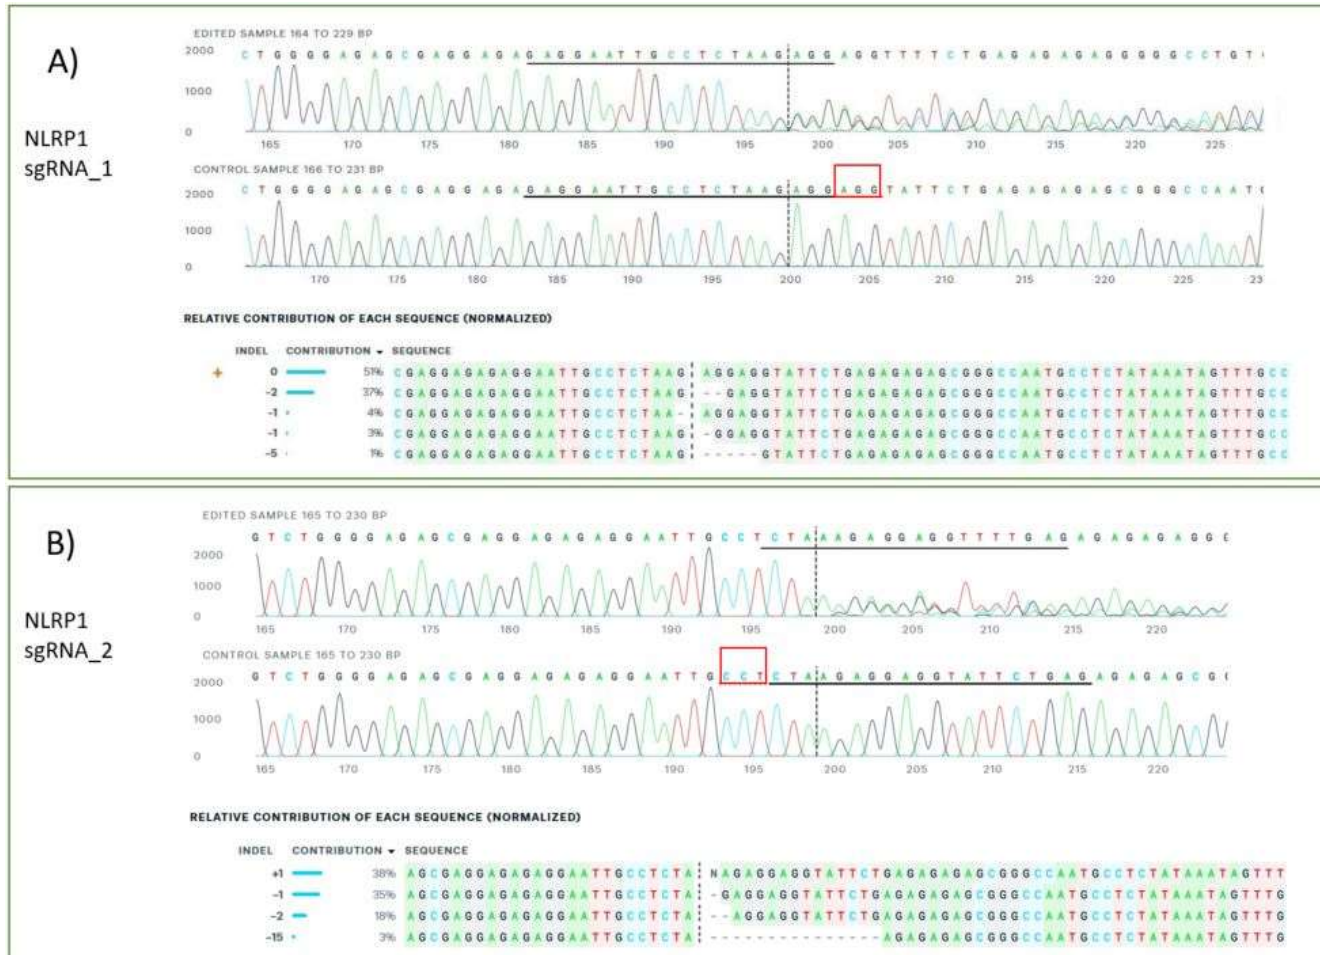 A)
NLRP1
sgRNA_1
EDITED SAMPLE 164 TO 229 BP
2000
C T G G G G A G A G C G A G G A G A G A G G A A T T G C C T C T A A G A G G A G G T T T T C T G A G A G A G A G G G G G C C T G T
1000
0
165 170 175 180 185 190 195 200 205 210 215 220 225
CONTROL SAMPLE 166 TO 231 BP
2000
C T G G G G A G A G C G A G G A G A G A G G A A T T G C C T C T A A G A G G A G G T A T T C T G A G A G A G A G C G G G C C A A T G
1000
0
170 175 180 185 190 195 200 205 210 215 220 225 23
RELATIVE CONTRIBUTION OF EACH SEQUENCE (NORMALIZED)
INDEL CONTRIBUTION SEQUENCE
+ 0 51% C G A G G A G A G A G G A A T T G C C T C T A A G A G G A G G T A T T C T G A G A G A G A G C G G G C C A A T G C C T C T A T A A A T A G T T T G C C
-2 37% C G A G G A G A G A G G A A T T G C C T C T A A G - - G A G G T A T T C T G A G A G A G A G C G G G C C A A T G C C T C T A T A A A T A G T T T G C C
-1 4% C G A G G A G A G A G G A A T T G C C T C T A A - A G G A G G T A T T C T G A G A G A G A G C G G G C C A A T G C C T C T A T A A A T A G T T T G C C
-1 3% C G A G G A G A G A G G A A T T G C C T C T A A G - G G A G G T A T T C T G A G A G A G A G C G G G C C A A T G C C T C T A T A A A T A G T T T G C C
-5 1% C G A G G A G A G A G G A A T T G C C T C T A A G - - - - - G T A T T C T G A G A G A G A G C G G G C C A A T G C C T C T A T A A A T A G T T T G C C
B)
NLRP1
sgRNA_2
EDITED SAMPLE 165 TO 230 BP
G T C T G G G G A G A G C G A G G A G A G A G G A A T T G C C T C T A A A G A G G A G G T T T T G A G A G A G A G A G G G
2000
1000
0
165 170 175 180 185 190 195 200 205 210 215 220
CONTROL SAMPLE 165 TO 230 BP
G T C T G G G G A G A G C G A G G A G A G A G G A A T T G C C T C T A A G A G G A G G T A T T C T G A G A G A G A G C G
2000
1000
0
165 170 175 180 185 190 195 200 205 210 215 220
RELATIVE CONTRIBUTION OF EACH SEQUENCE (NORMALIZED)
INDEL CONTRIBUTION SEQUENCE
+1 38% A G C G A G G A G A G A G G A A T T G C C T C T A N A G A G G A G G T A T T C T G A G A G A G A G C G G G C C A A T G C C T C T A T A A A T A G T T T
-1 35% A G C G A G G A G A G A G G A A T T G C C T C T A - G A G G A G G T A T T C T G A G A G A G A G C G G G C C A A T G C C T C T A T A A A T A G T T T G
-2 18% A G C G A G G A G A G A G G A A T T G C C T C T A - - A G G A G G T A T T C T G A G A G A G A G C G G G C C A A T G C C T C T A T A A A T A G T T T G
-15 3% A G C G A G G A G A G A G G A A T T G C C T C T A - - - - - - - - - - - - - - - A G A G A G A G C G G G C C A A T G C C T C T A T A A A T A G T T T G